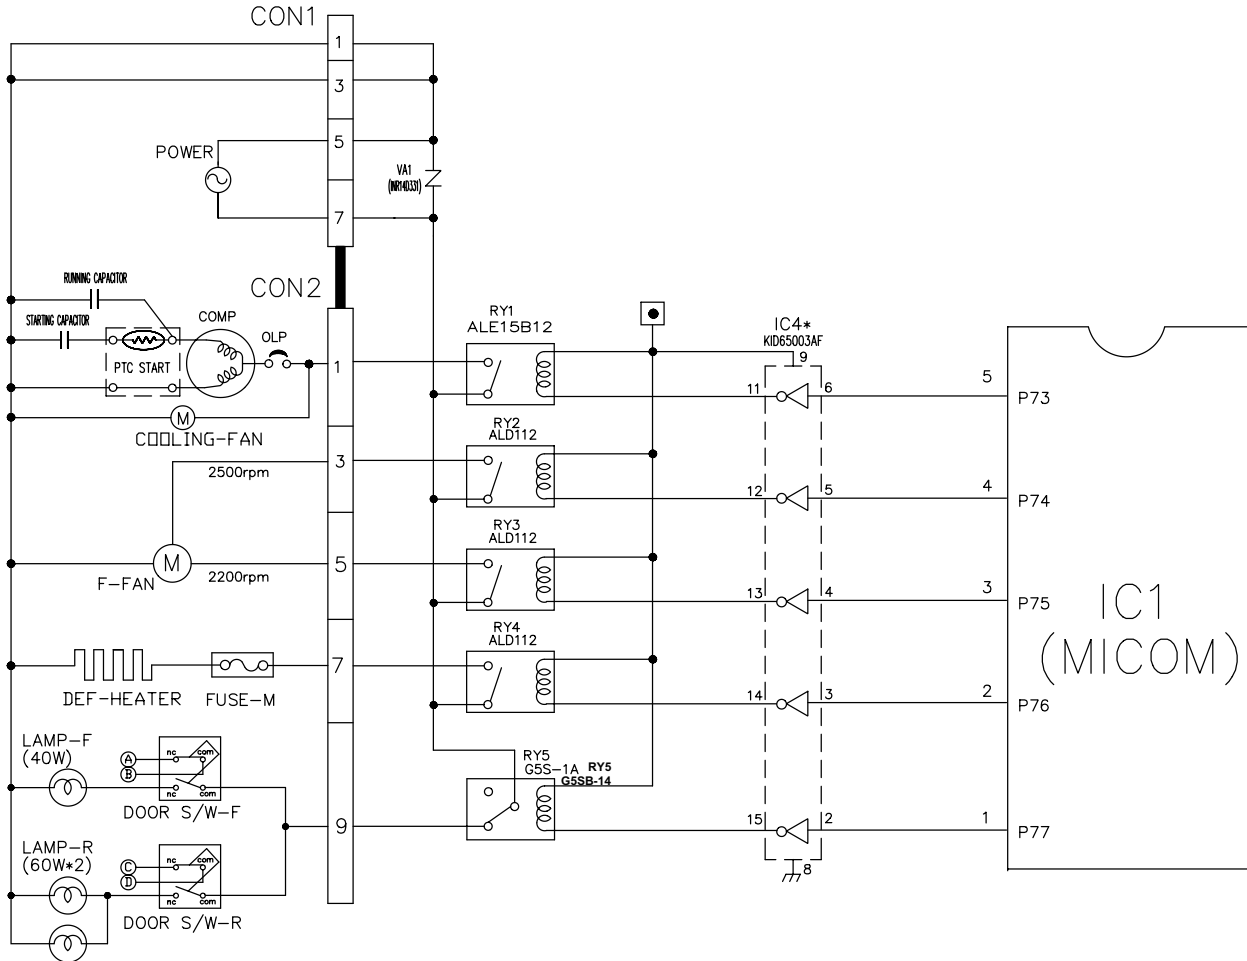 CON1
1
3
5
7
POWER
VA1
(INR14D331)
CON2
RUNNING CAPACITOR
STARTING CAPACITOR
COMP
OLP
PTC START
M
COOLING-FAN
1
3
5
7
9
2500rpm
M
F-FAN
2200rpm
DEF-HEATER
FUSE-M
LAMP-F
(40W)
A
B
nc
com
nc
com
DOOR S/W-F
LAMP-R
(60W*2)
C
D
nc
com
nc
com
DOOR S/W-R
RY1
ALE15B12
RY2
ALD112
RY3
ALD112
RY4
ALD112
RY5
G5S-1A
RY5
G5SB-14
IC4*
KID65003AF
9
11
6
5
P73
12
5
4
P74
13
4
3
P75
14
3
2
P76
15
2
1
P77
8
IC1
(MICOM)